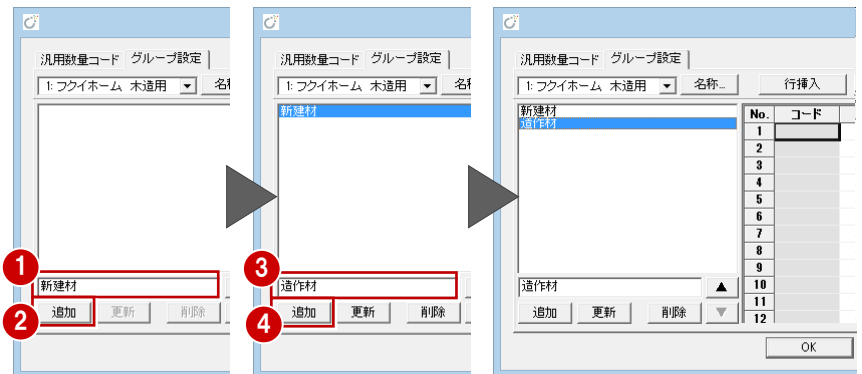 汎用数量コード グループ設定
1: フクイホーム 木造用
1
新建材
2
追加 更新 削除
汎用数量コード グループ設定
1: フクイホーム 木造用
新建材
3
造作材
4
追加 更新 削除
汎用数量コード グループ設定
1: フクイホーム 木造用 名称... 行挿入
新建材
造作材
No. コード
1
2
3
4
5
6
7
8
9
10
11
12
造作材 ▲
追加 更新 削除 ▼
OK